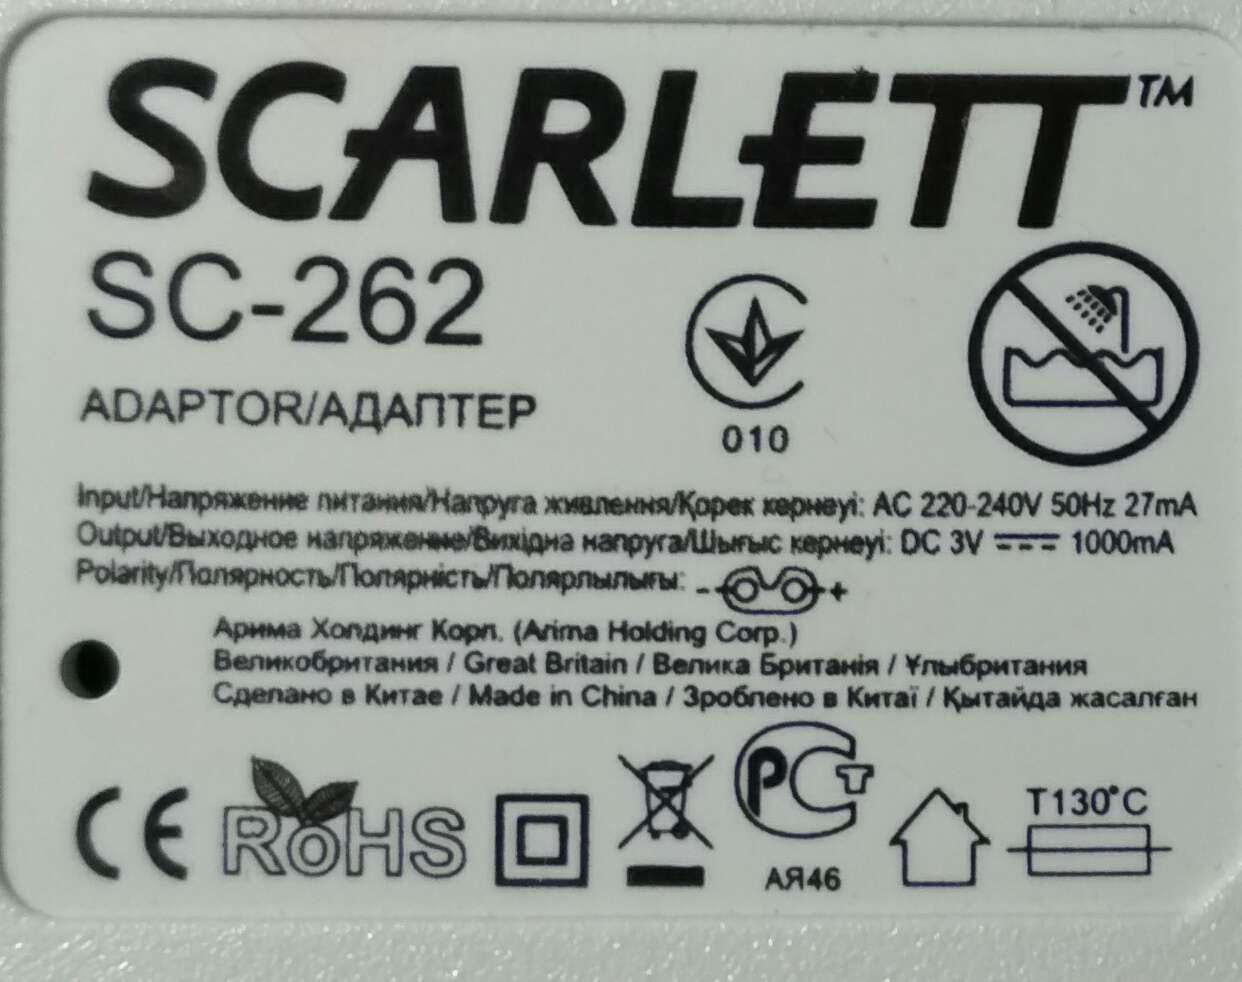 SCARLETT™
SC-262
ADAPTOR/АДАПТЕР
010
Input/Напряжение питания/Напруга живлення/Қорек кернеуі: AC 220-240V 50Hz 27mA
Output/Выходное напряжение/Вихідна напруга/Шығыс кернеуі: DC 3V ⎓ 1000mA
Polarity/Полярность/Полярність/Полярлылығы: - +
Арима Холдинг Корп. (Arima Holding Corp.)
Великобритания / Great Britain / Велика Британія / Ұлыбритания
Сделано в Китае / Made in China / Зроблено в Китаї / Қытайда жасалған
CE RoHS РСТ T130°C
АЯ46